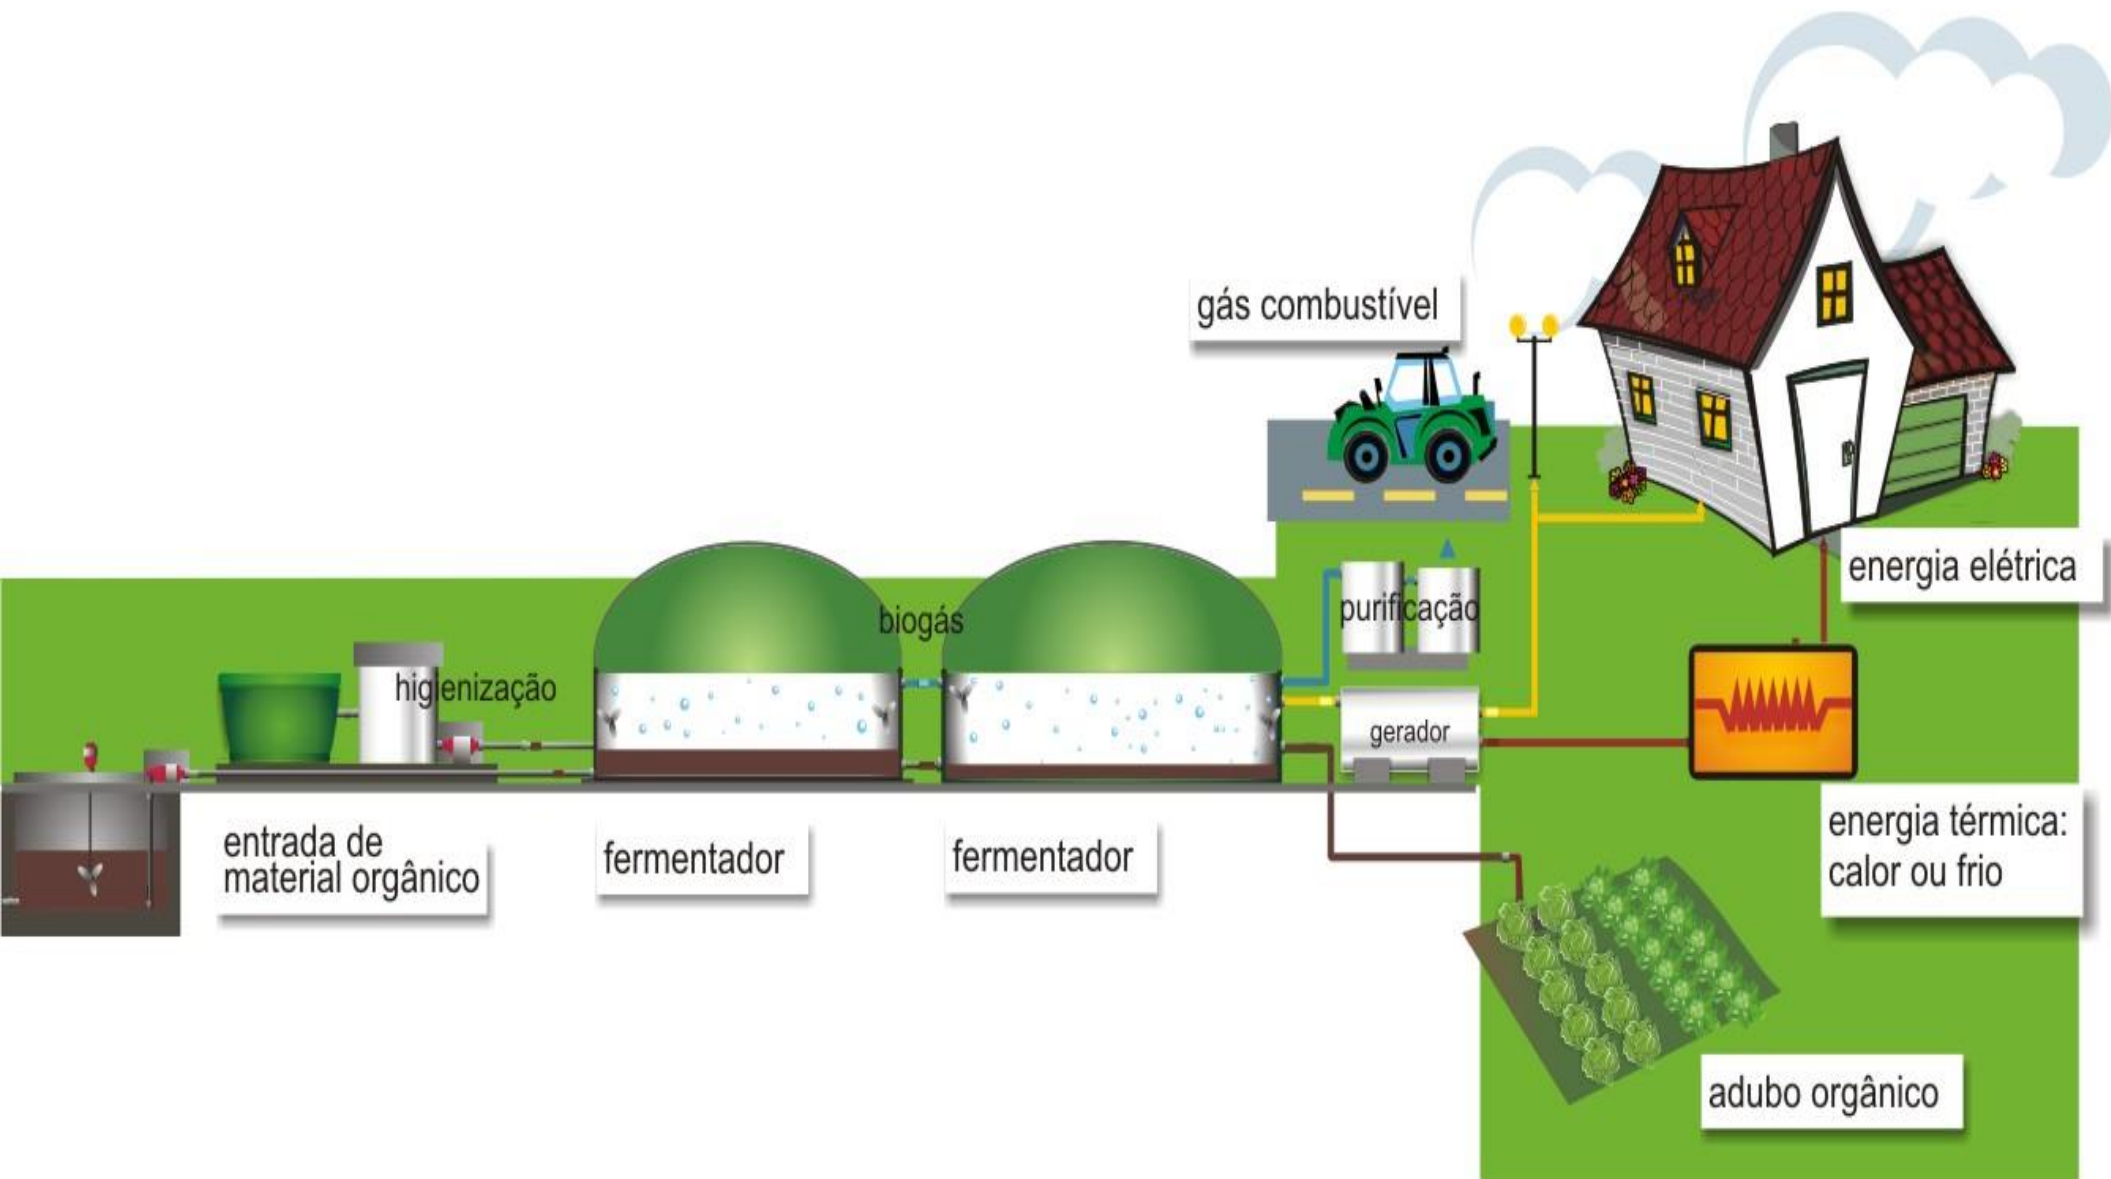 gás combustível
energia elétrica
purificação
biogás
higienização
gerador
entrada de
material orgânico
fermentador
fermentador
energia térmica:
calor ou frio
adubo orgânico